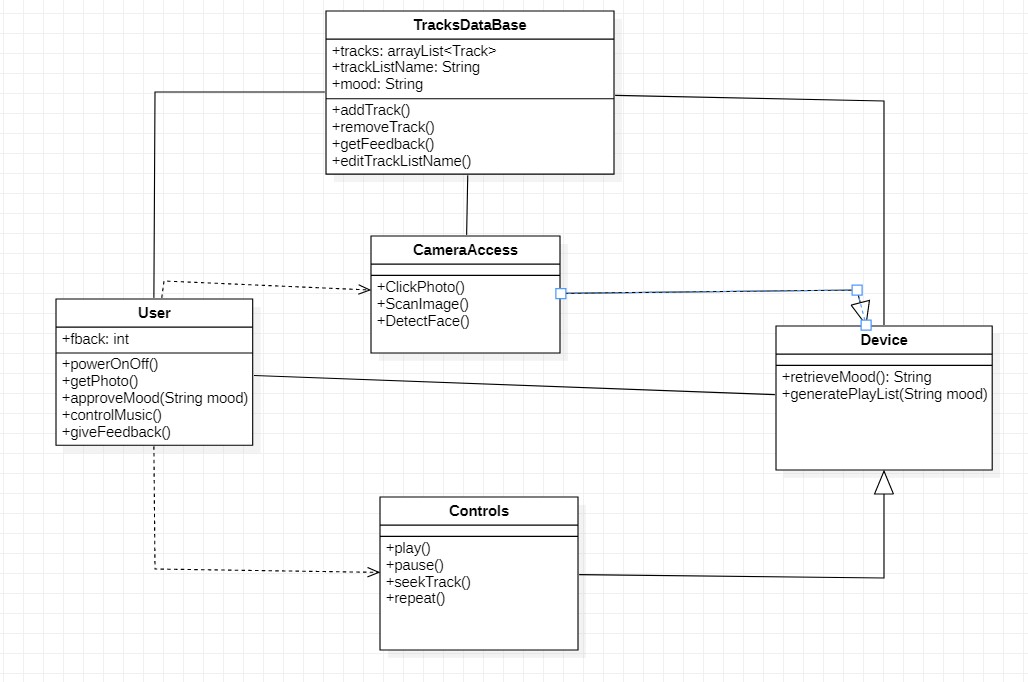 TracksDataBase
+tracks: arrayList<Track>
+trackListName: String
+mood: String
+addTrack()
+removeTrack()
+getFeedback()
+editTrackListName()
CameraAccess
+ClickPhoto()
+ScanImage()
+DetectFace()
User
+fback: int
+powerOnOff()
+getPhoto()
+approveMood(String mood)
+controlMusic()
+giveFeedback()
Device
+retrieveMood(): String
+generatePlayList(String mood)
Controls
+play()
+pause()
+seekTrack()
+repeat()